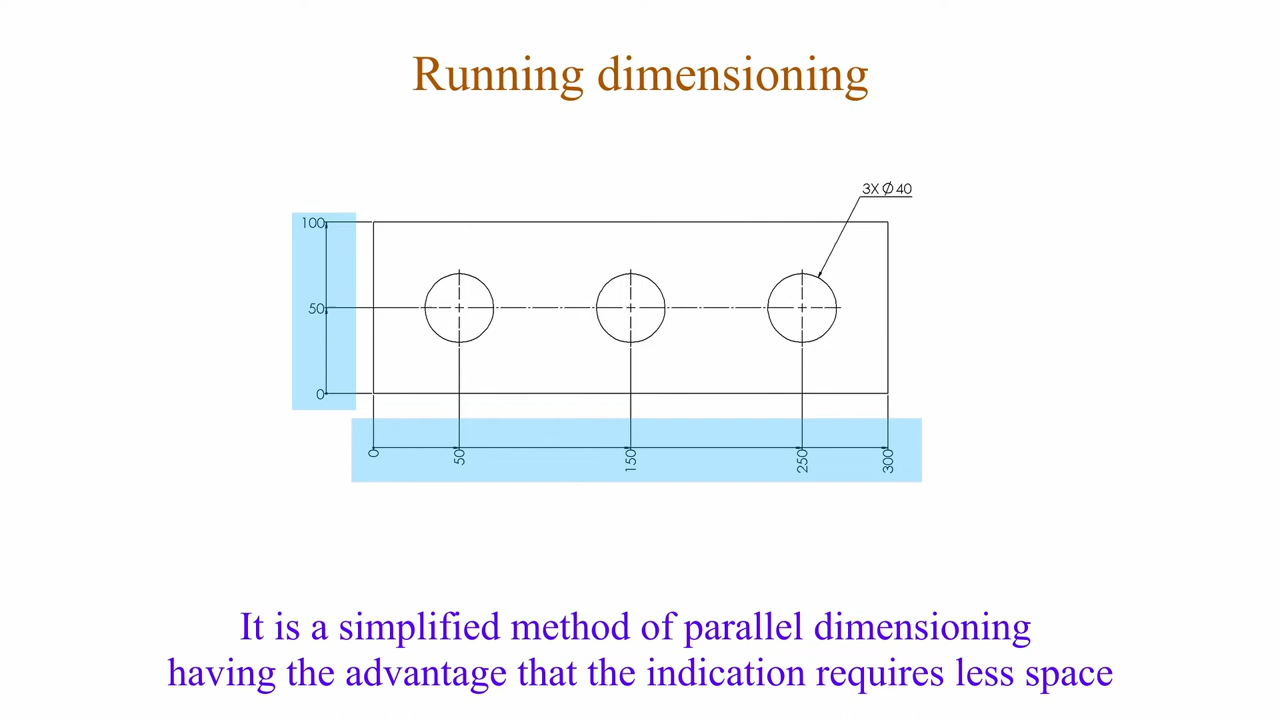 Running dimensioning
3X Ø 40
100
50
0
0
50
150
250
300
It is a simplified method of parallel dimensioning
having the advantage that the indication requires less space